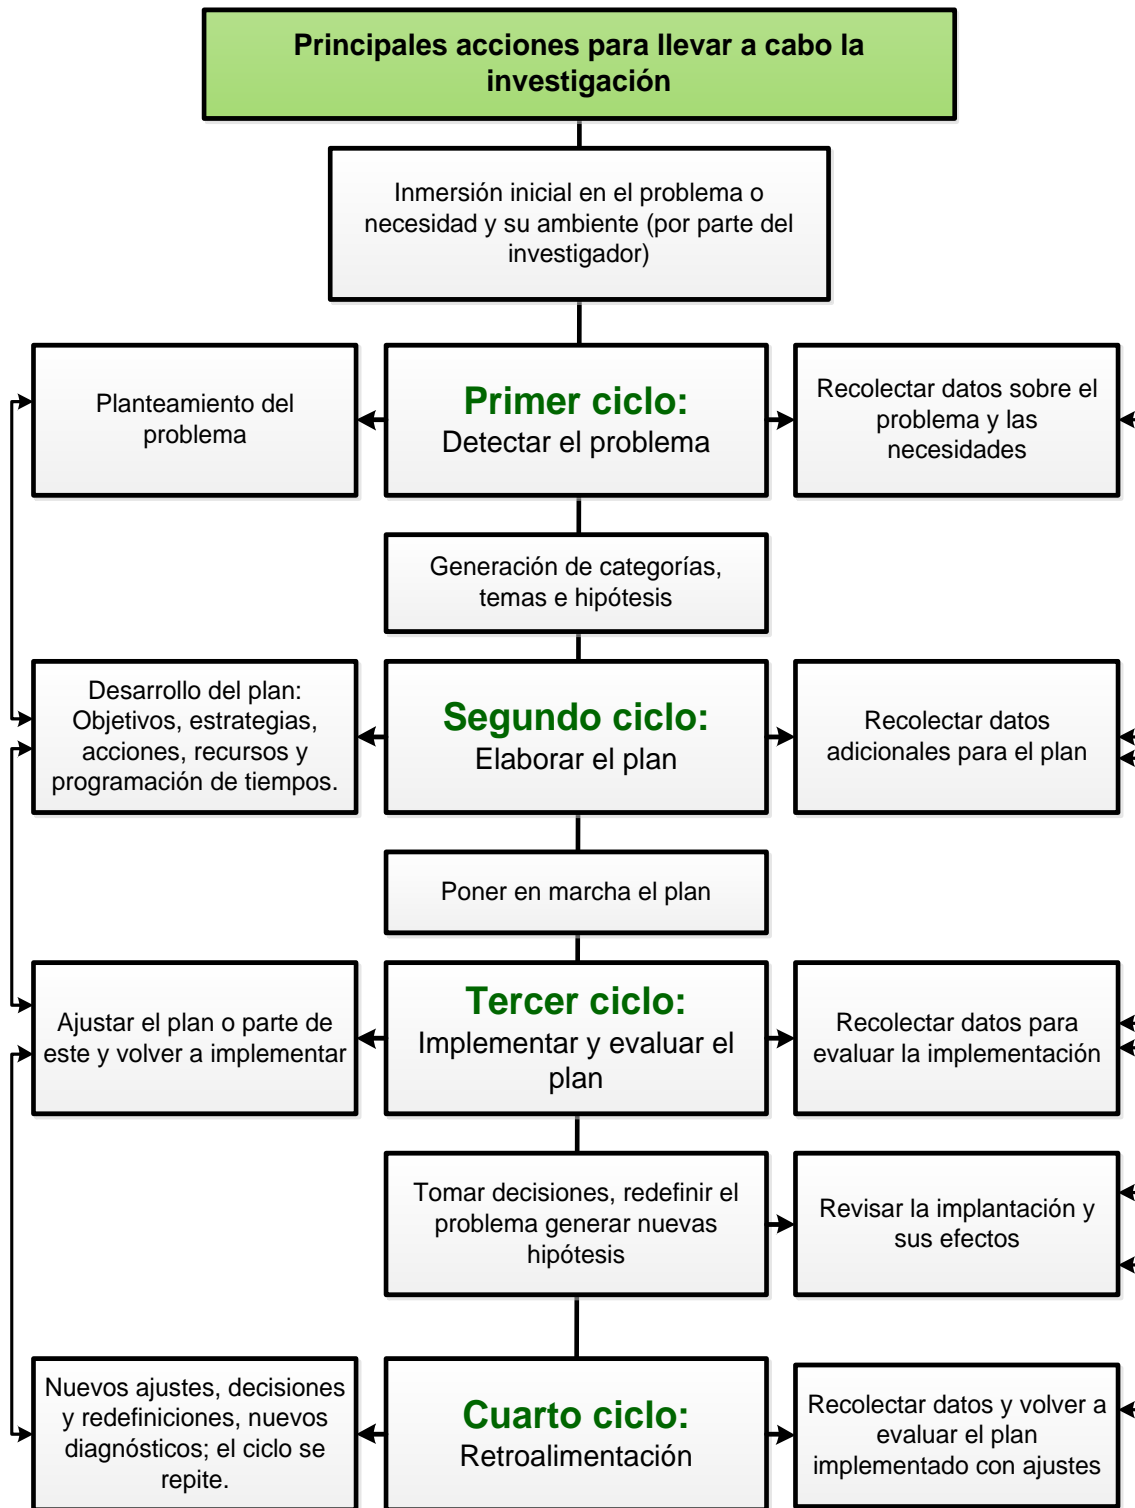 Principales acciones para llevar a cabo la
investigación
Inmersión inicial en el problema o
necesidad y su ambiente (por parte del
investigador)
Planteamiento del
problema
Primer ciclo:
Detectar el problema
Recolectar datos sobre el
problema y las
necesidades
Generación de categorías,
temas e hipótesis
Desarrollo del plan:
Objetivos, estrategias,
acciones, recursos y
programación de tiempos.
Segundo ciclo:
Elaborar el plan
Recolectar datos
adicionales para el plan
Poner en marcha el plan
Ajustar el plan o parte de
este y volver a implementar
Tercer ciclo:
Implementar y evaluar el
plan
Recolectar datos para
evaluar la implementación
Tomar decisiones, redefinir el
problema generar nuevas
hipótesis
Revisar la implantación y
sus efectos
Nuevos ajustes, decisiones
y redefiniciones, nuevos
diagnósticos; el ciclo se
repite.
Cuarto ciclo:
Retroalimentación
Recolectar datos y volver a
evaluar el plan
implementado con ajustes